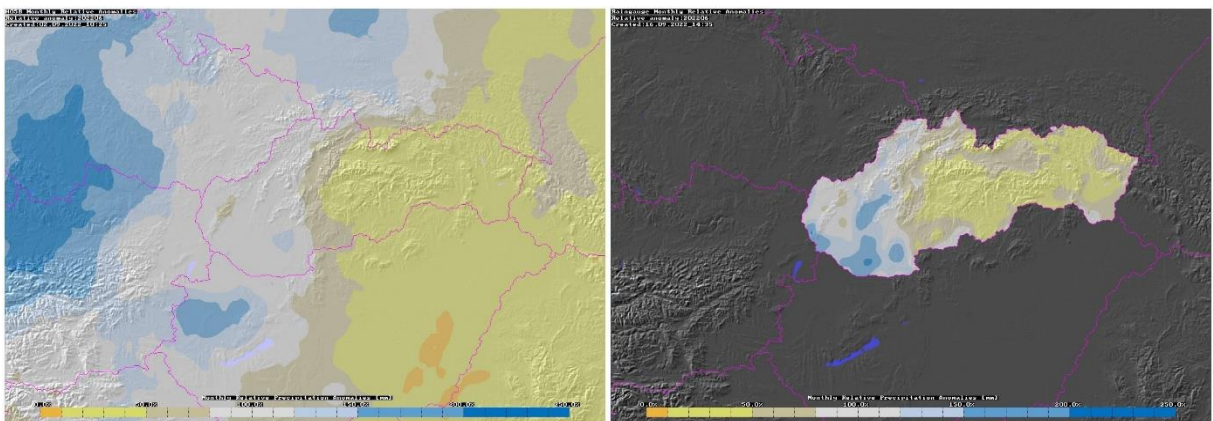 Monthly Relative Anomalies
Relative anomaly:202206
Monthly Relative Precipitation Anomalies [mm]
0.0% 50.0% 100.0% 150.0% 200.0% 250.0%
Raingauge Monthly Relative Anomalies
Relative anomaly:202206
Created:16.09.2022
Monthly Relative Precipitation Anomalies [mm]
0.0% 50.0% 100.0% 150.0% 200.0% 250.0%